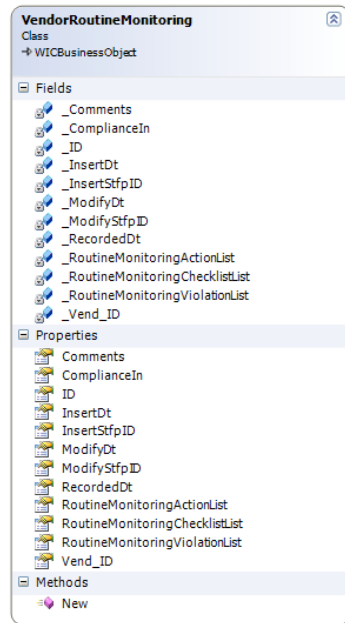 VendorRoutineMonitoring
Class
WICBusinessObject
Fields
_Comments
_ComplianceIn
_ID
_InsertDt
_InsertStfpID
_ModifyDt
_ModifyStfpID
_RecordedDt
_RoutineMonitoringActionList
_RoutineMonitoringChecklistList
_RoutineMonitoringViolationList
_Vend_ID
Properties
Comments
ComplianceIn
ID
InsertDt
InsertStfpID
ModifyDt
ModifyStfpID
RecordedDt
RoutineMonitoringActionList
RoutineMonitoringChecklistList
RoutineMonitoringViolationList
Vend_ID
Methods
New